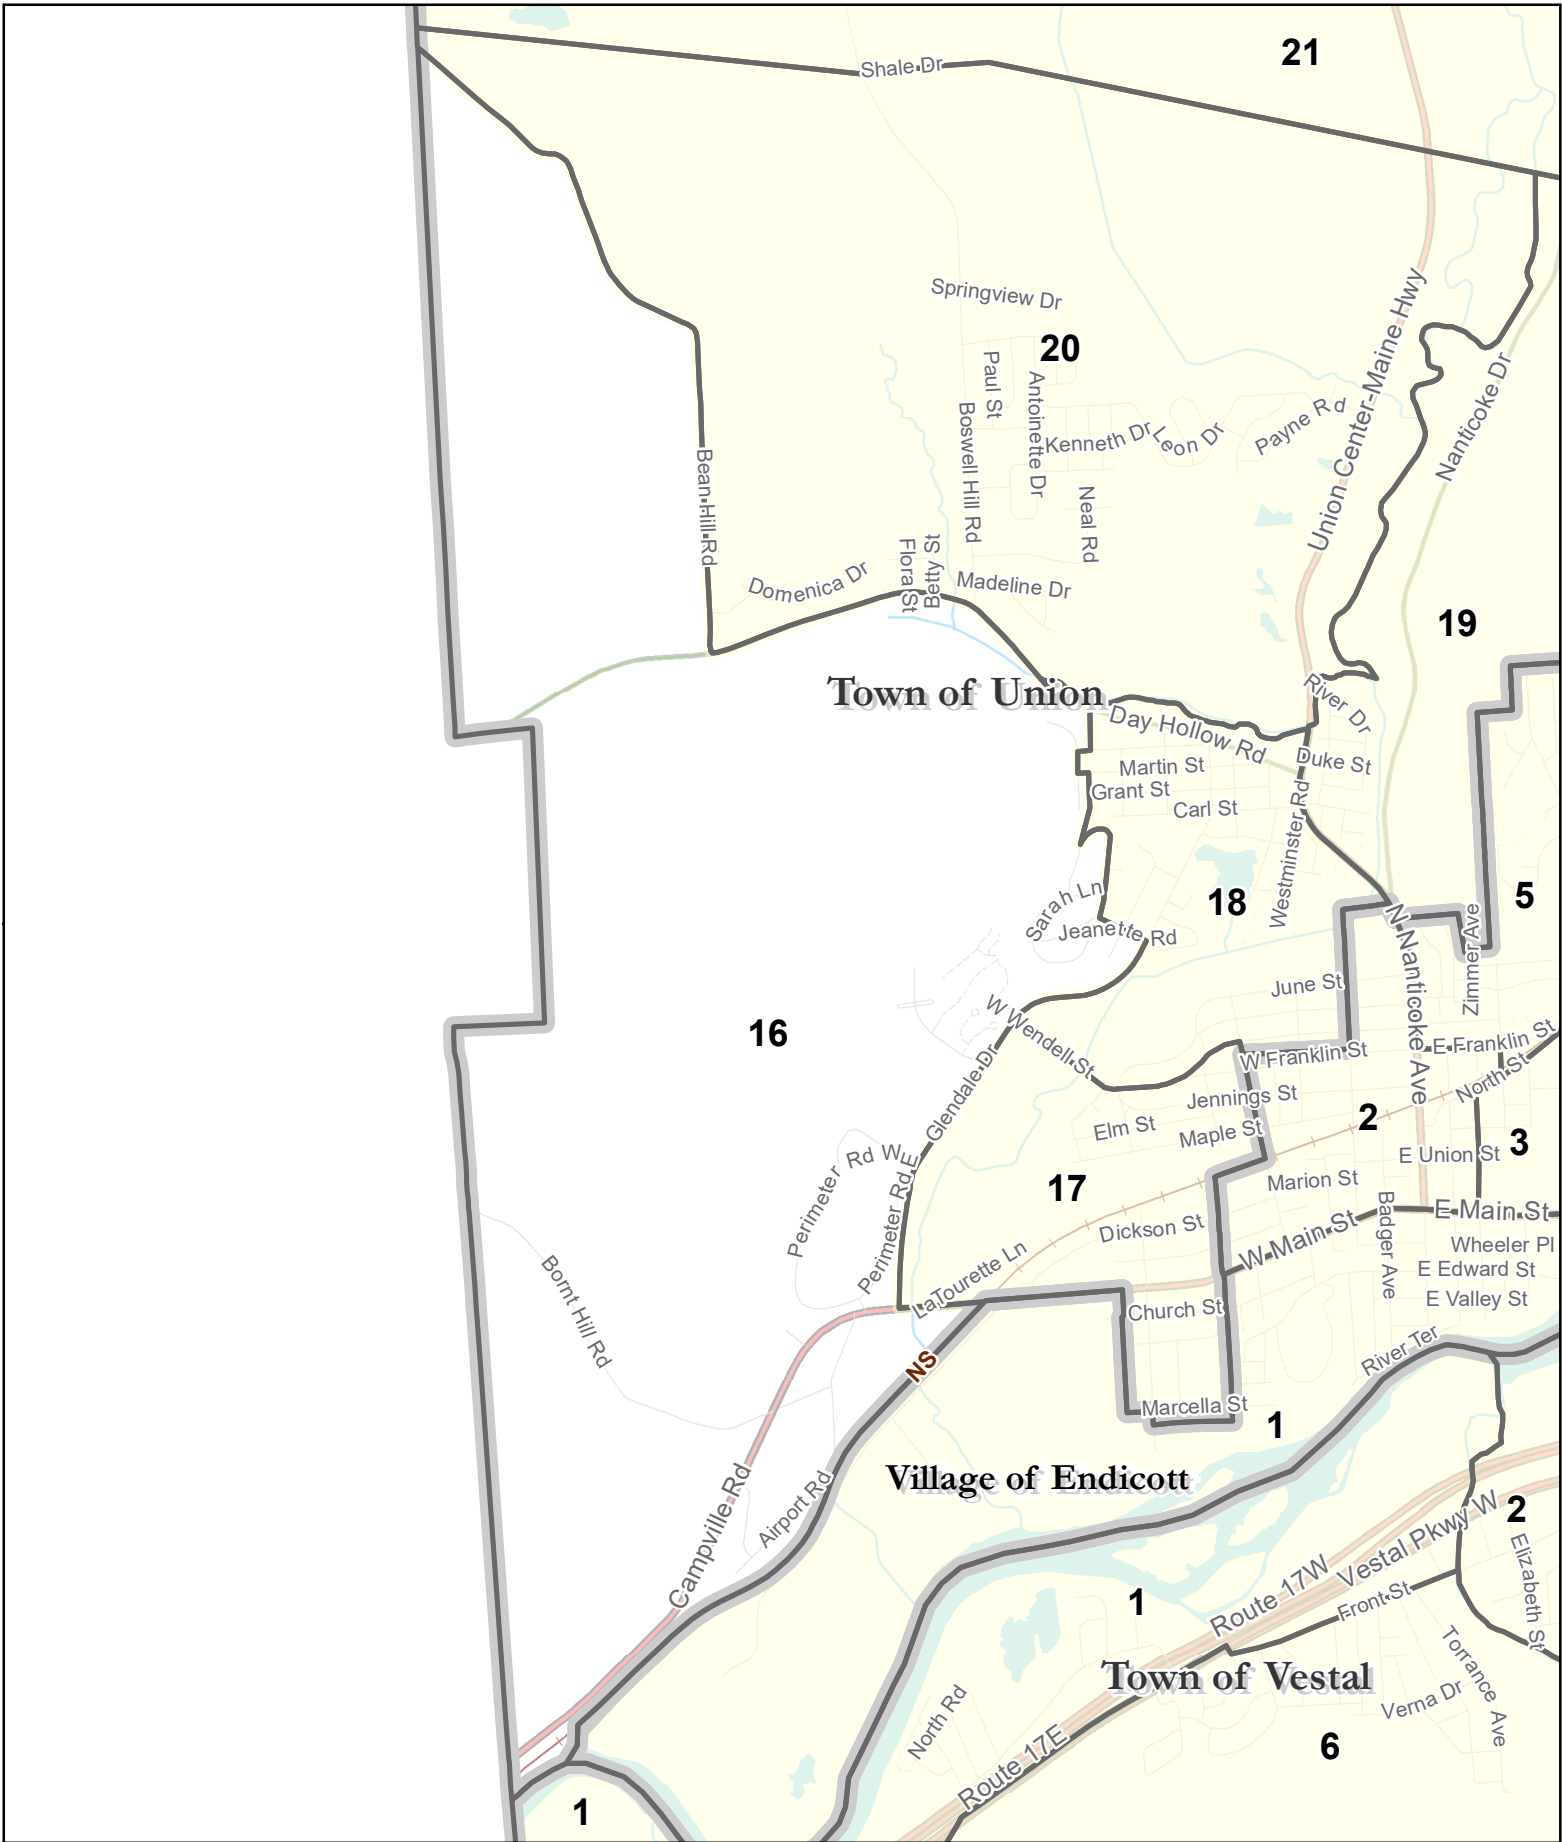 21
Shale Dr
Springview Dr
20
Union Center-Maine Hwy
Nanticoke Dr
Paul St
Antoinette Dr
Boswell Hill Rd
Kenneth Dr
Leon Dr
Payne Rd
Bean Hill Rd
Neal Rd
Domenica Dr
Flora St
Betty St
Madeline Dr
19
Town of Union
River Dr
Day Hollow Rd
Duke St
Martin St
Grant St
Carl St
Westminster Rd
Sarah Ln
Jeanette Rd
18
5
N Nanticoke Ave
Zimmer Ave
June St
W Wendell St
16
W Franklin St
E Franklin St
North St
Glendale Dr
Jennings St
Elm St
Maple St
2
3
E Union St
Perimeter Rd W
Perimeter Rd E
17
Marion St
Badger Ave
E Main St
Dickson St
W Main St
Wheeler Pl
E Edward St
E Valley St
LaTourette Ln
Church St
Bornt Hill Rd
NS
River Ter
Marcella St
1
Village of Endicott
Campville Rd
Airport Rd
2
Vestal Pkwy W
Route 17W
Elizabeth St
Front St
1
Town of Vestal
Torrance Ave
Verna Dr
North Rd
Route 17E
6
1